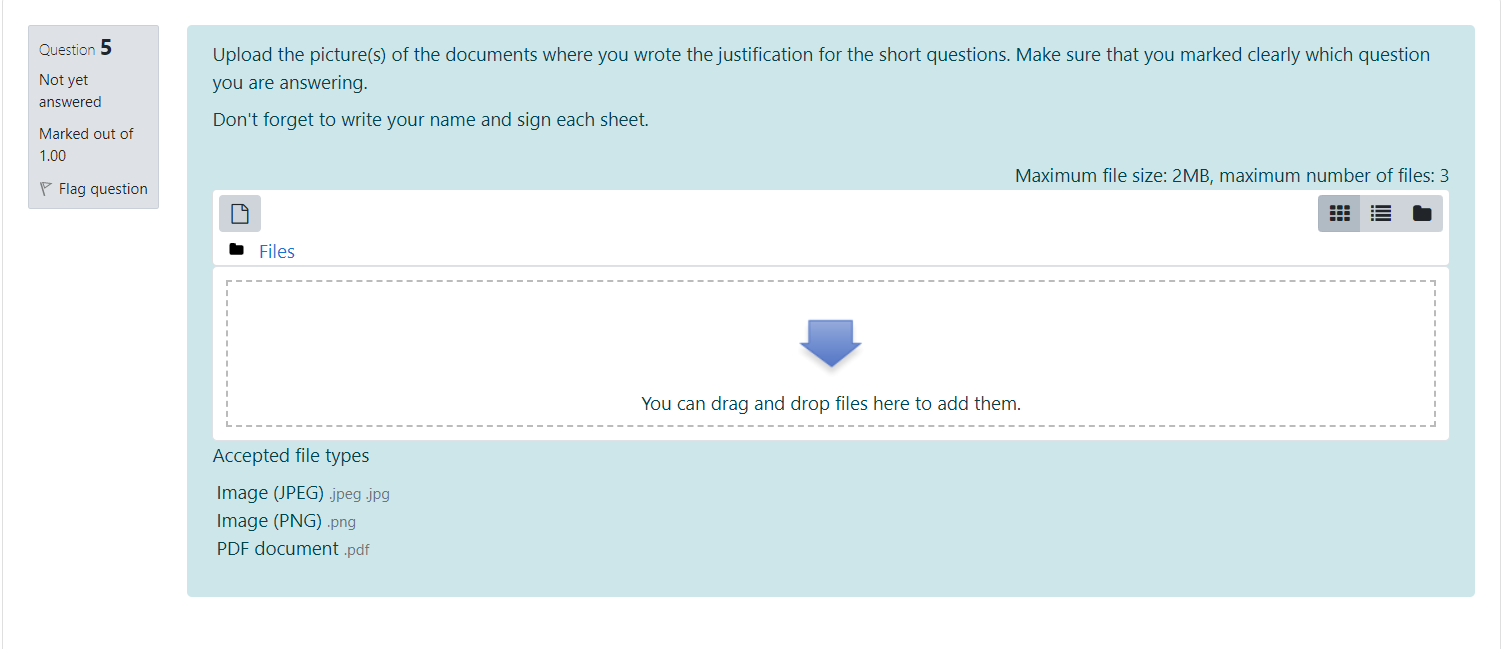 Question 5
Not yet
answered
Marked out of
1.00
Flag question
Upload the picture(s) of the documents where you wrote the justification for the short questions. Make sure that you marked clearly which question
you are answering.
Don't forget to write your name and sign each sheet.
Maximum file size: 2MB, maximum number of files: 3
Files
You can drag and drop files here to add them.
Accepted file types
Image (JPEG) .jpeg .jpg
Image (PNG) .png
PDF document .pdf